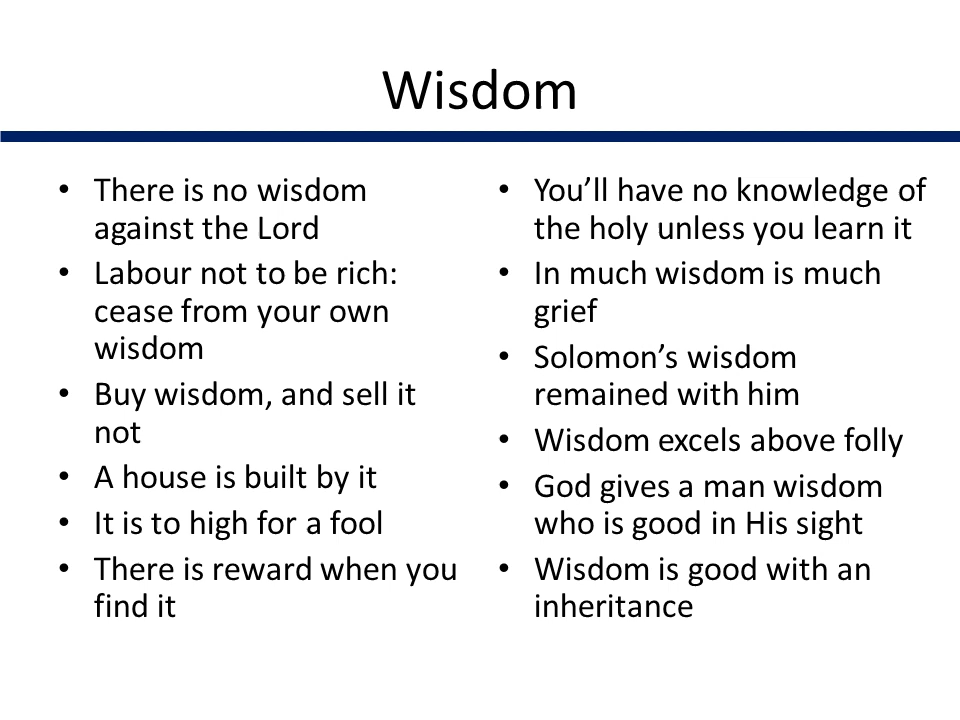 Wisdom
• There is no wisdom
against the Lord
• Labour not to be rich:
cease from your own
wisdom
• Buy wisdom, and sell it
not
• A house is built by it
• It is to high for a fool
• There is reward when you
find it
• You’ll have no knowledge of
the holy unless you learn it
• In much wisdom is much
grief
• Solomon’s wisdom
remained with him
• Wisdom excels above folly
• God gives a man wisdom
who is good in His sight
• Wisdom is good with an
inheritance